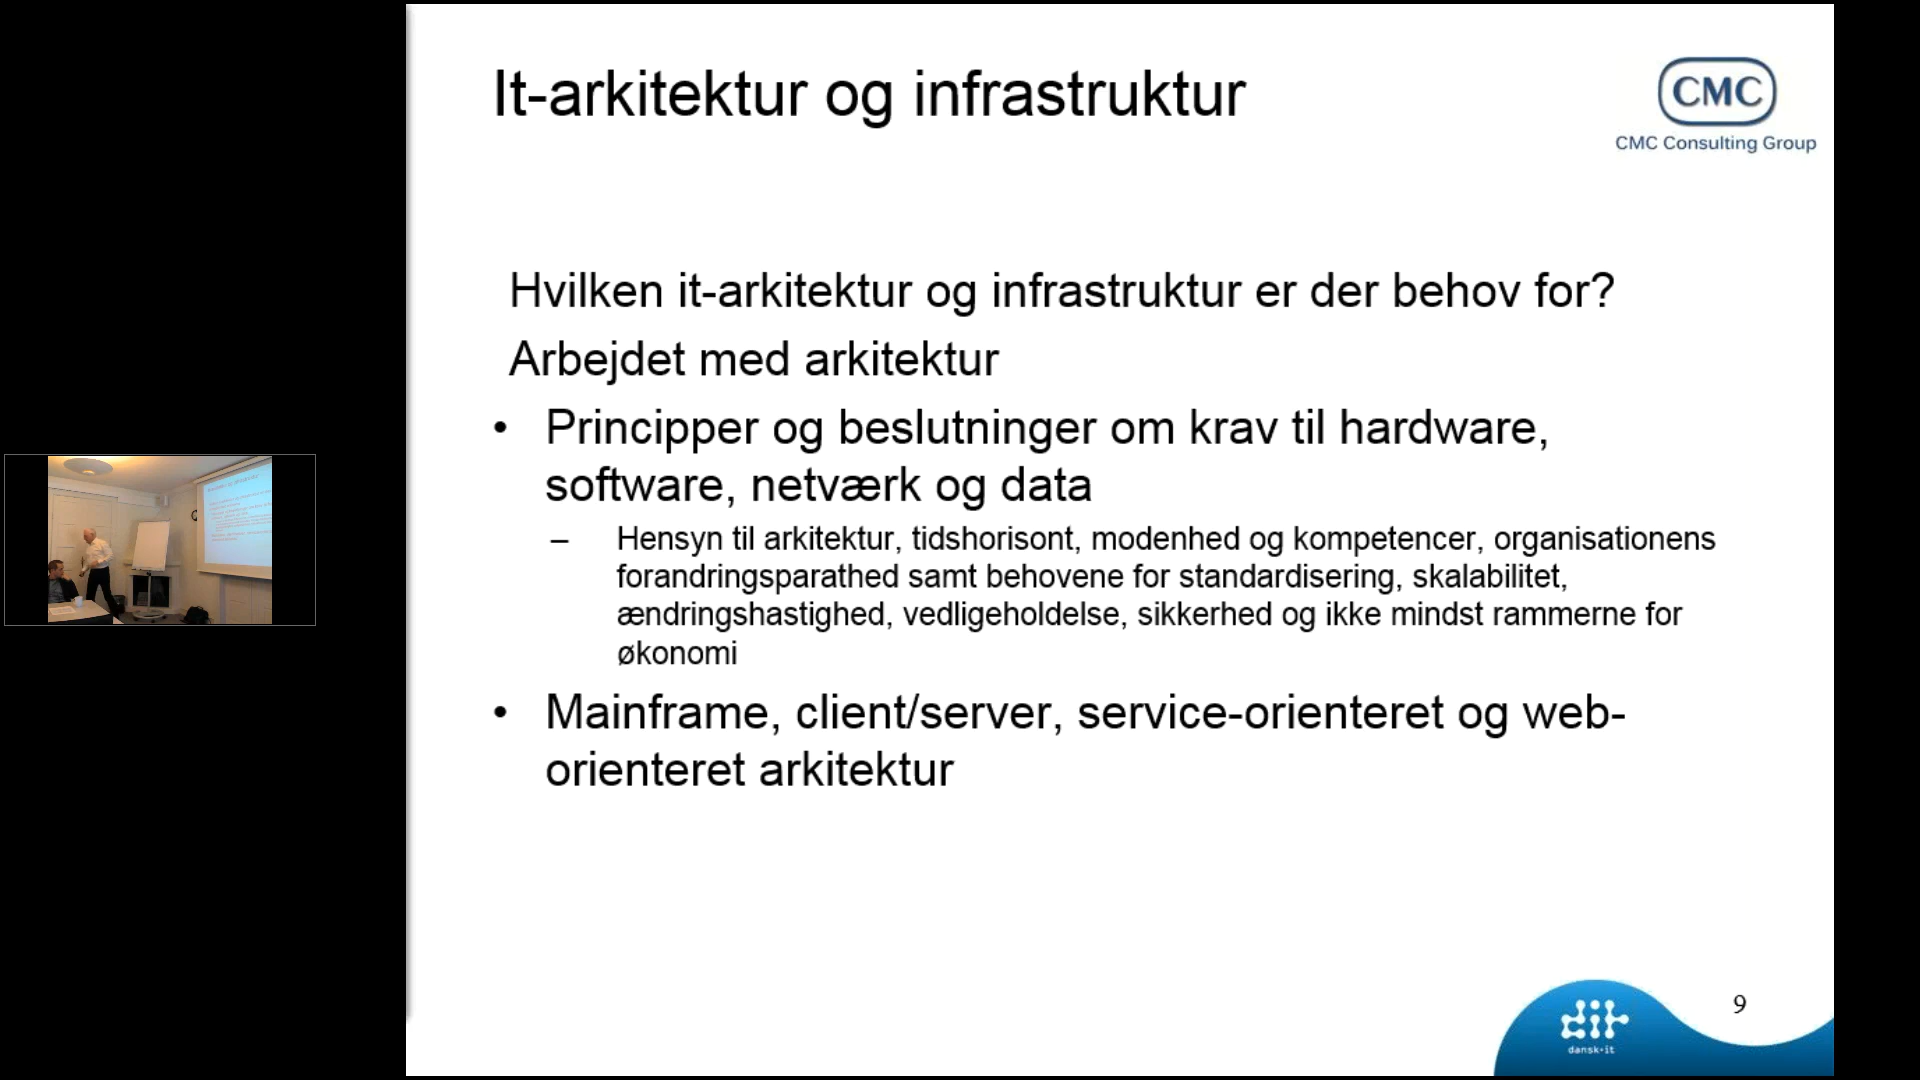 It-arkitektur og infrastruktur
CMC
CMC Consulting Group
Hvilken it-arkitektur og infrastruktur er der behov for?
Arbejdet med arkitektur
• Principper og beslutninger om krav til hardware,
software, netværk og data
– Hensyn til arkitektur, tidshorisont, modenhed og kompetencer, organisationens
forandringsparathed samt behovene for standardisering, skalabilitet,
ændringshastighed, vedligeholdelse, sikkerhed og ikke mindst rammerne for
økonomi
• Mainframe, client/server, service-orienteret og web-
orienteret arkitektur
9
dit
dansk-it